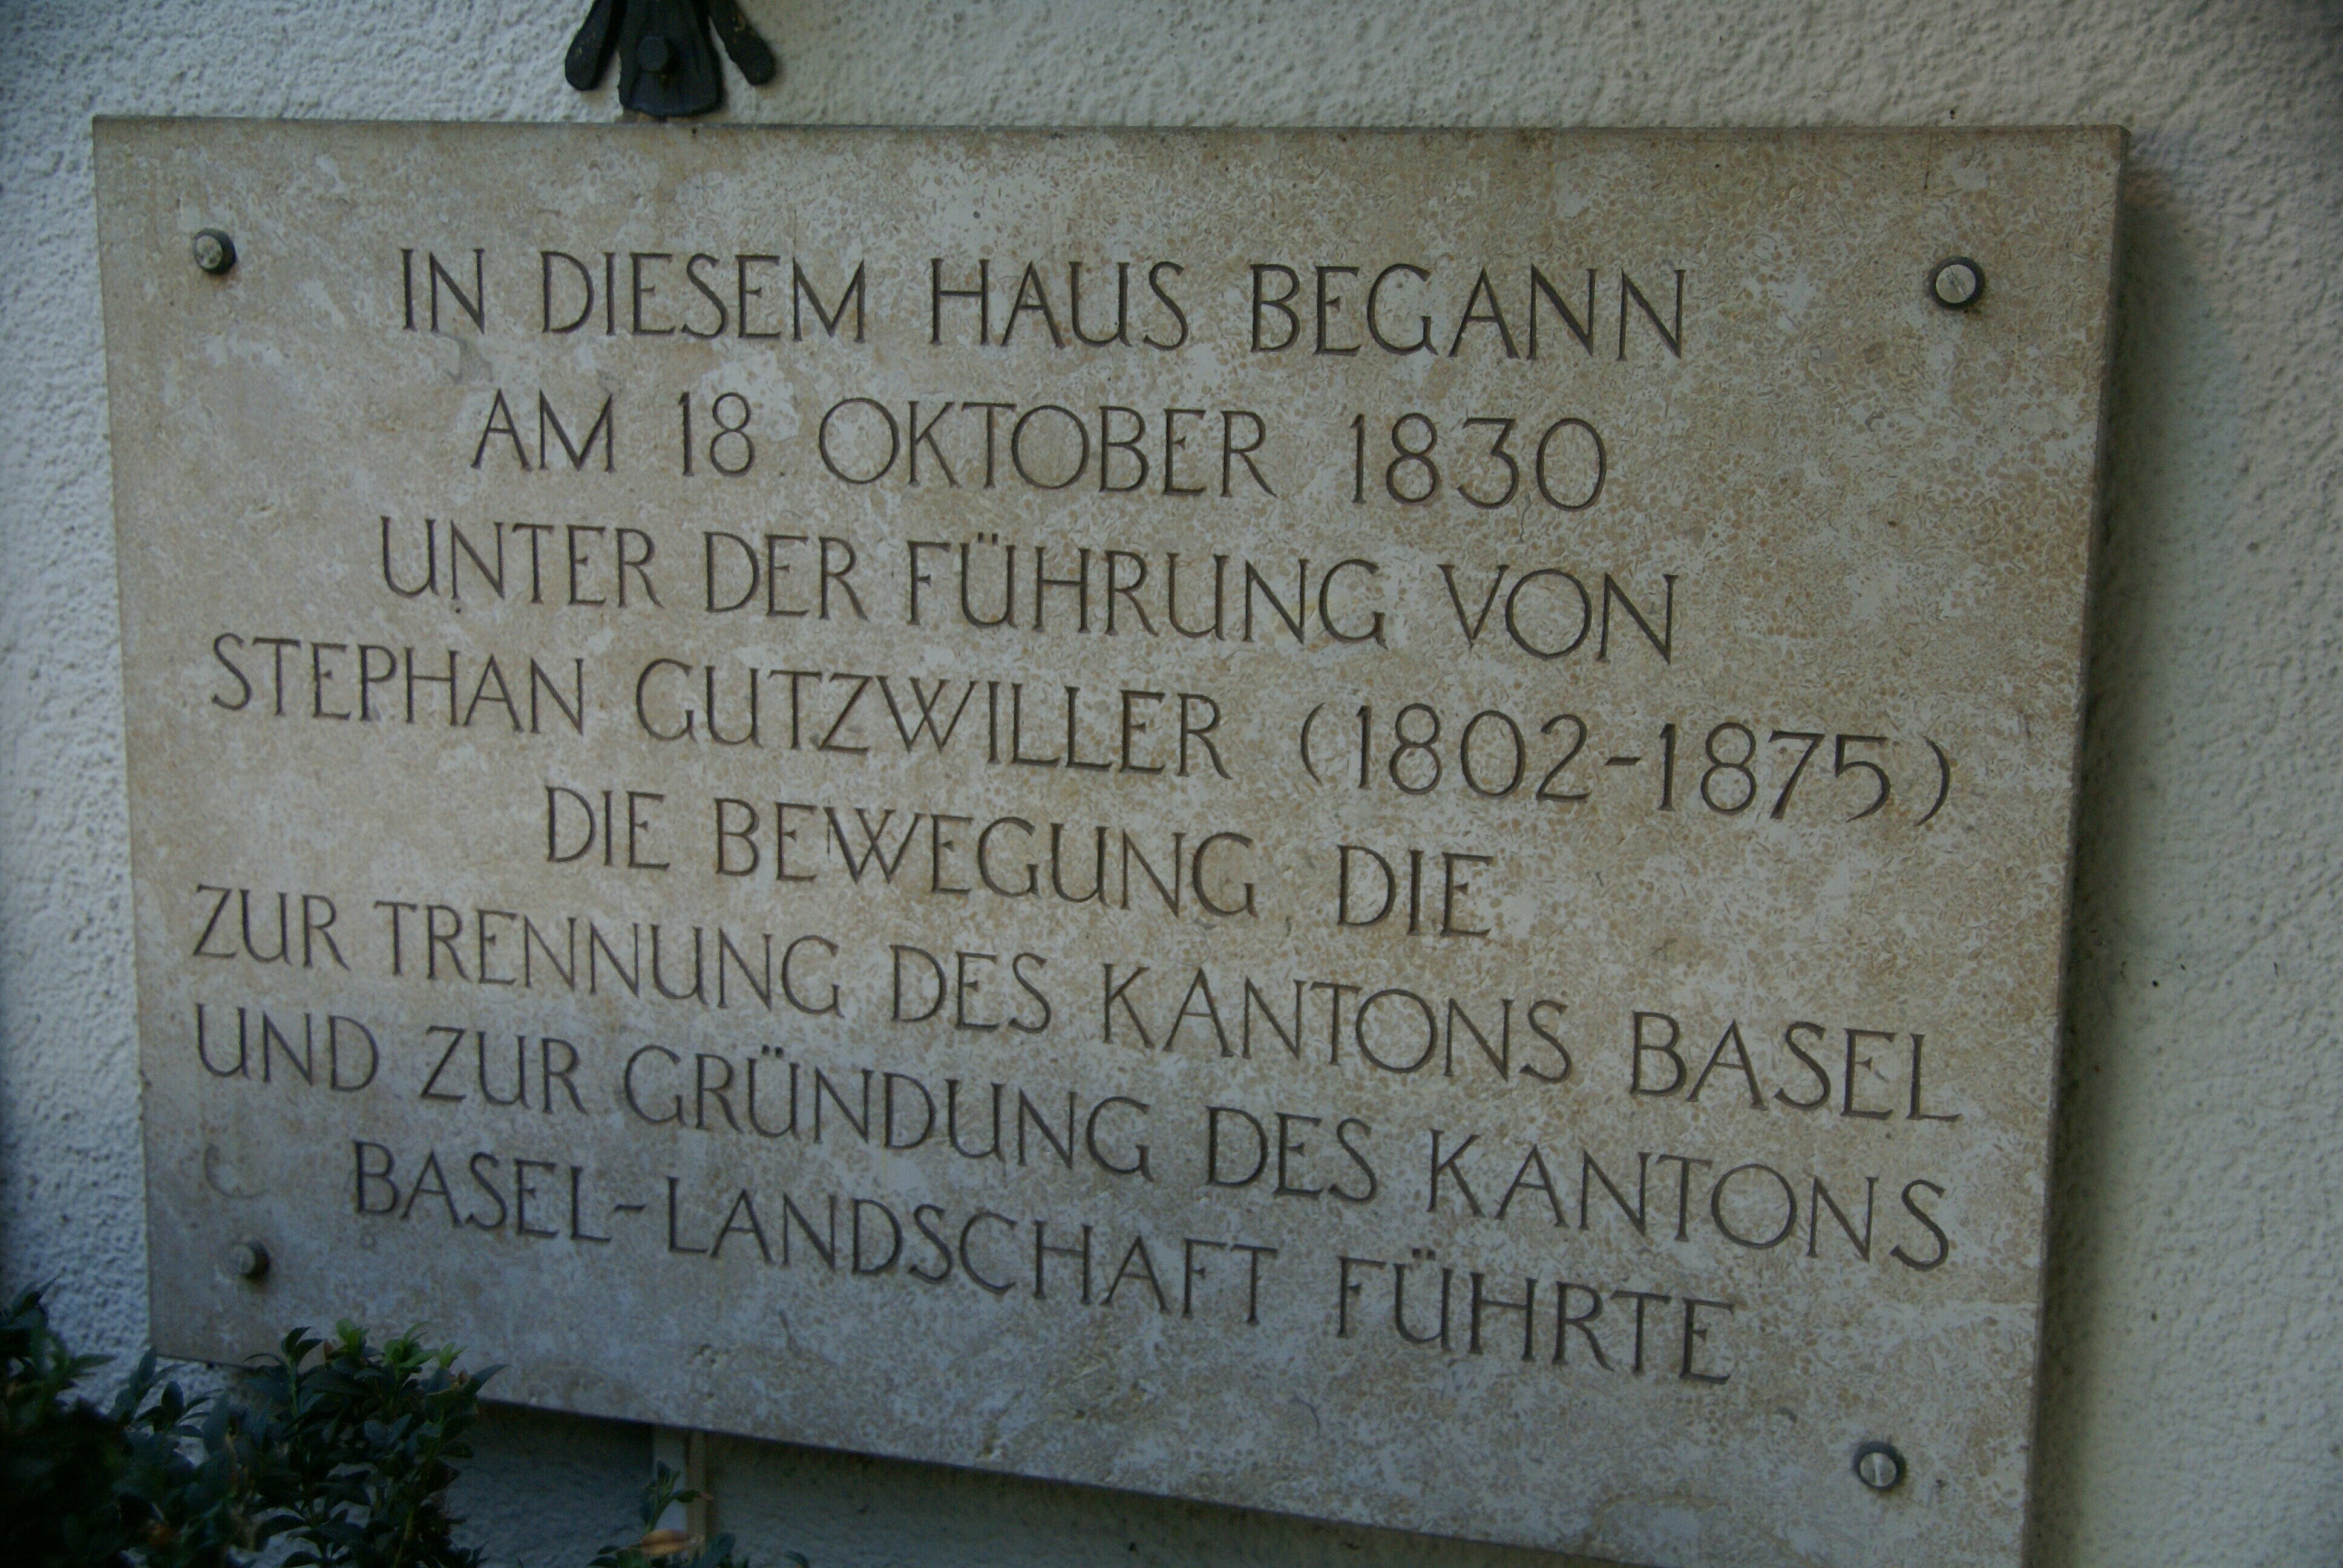 IN DIESEM HAUS BEGANN
AM 18. OKTOBER 1830
UNTER DER FÜHRUNG VON
STEPHAN GUTZWILLER (1802-1875)
DIE BEWEGUNG, DIE
ZUR TRENNUNG DES KANTONS BASEL
UND ZUR GRÜNDUNG DES KANTONS
BASEL-LANDSCHAFT FÜHRTE